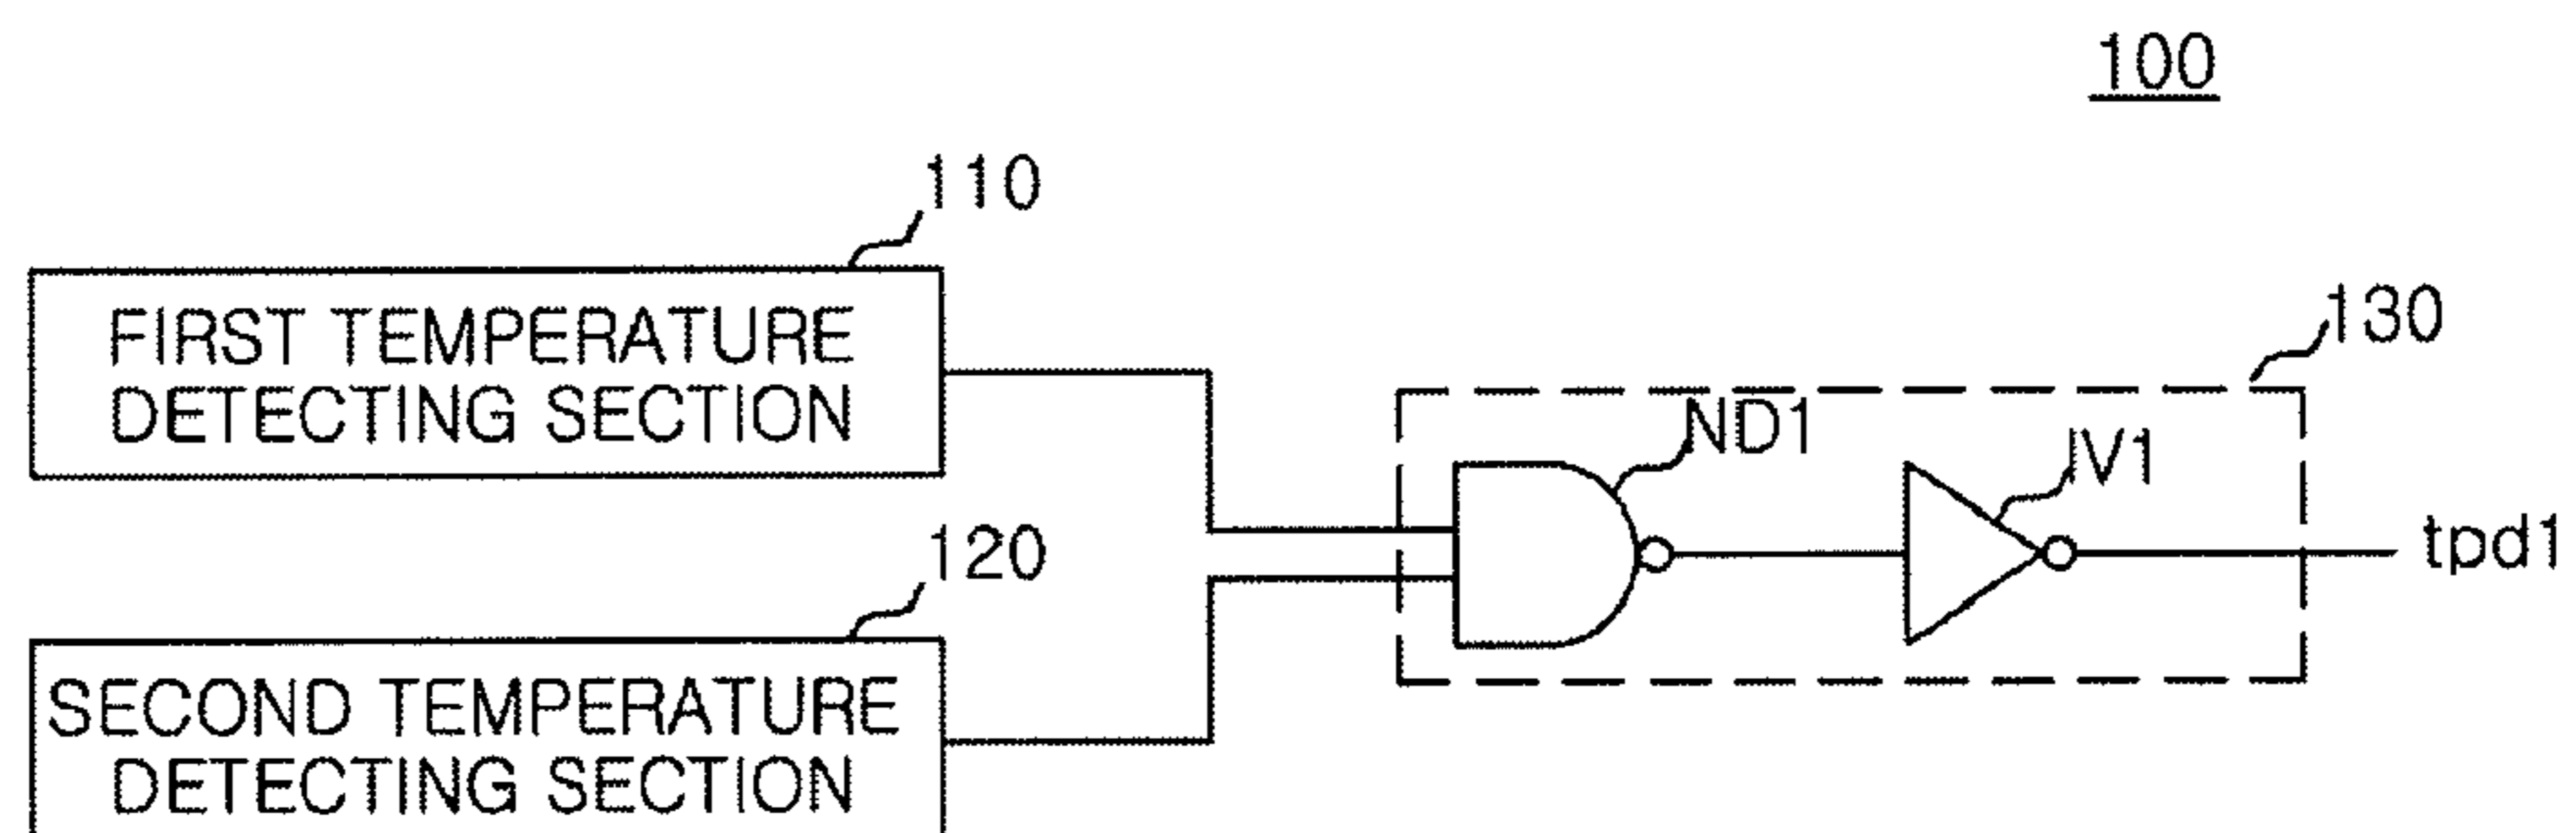 100
110
FIRST TEMPERATURE
DETECTING SECTION
130
ND1
IV1
tpd1
120
SECOND TEMPERATURE
DETECTING SECTION